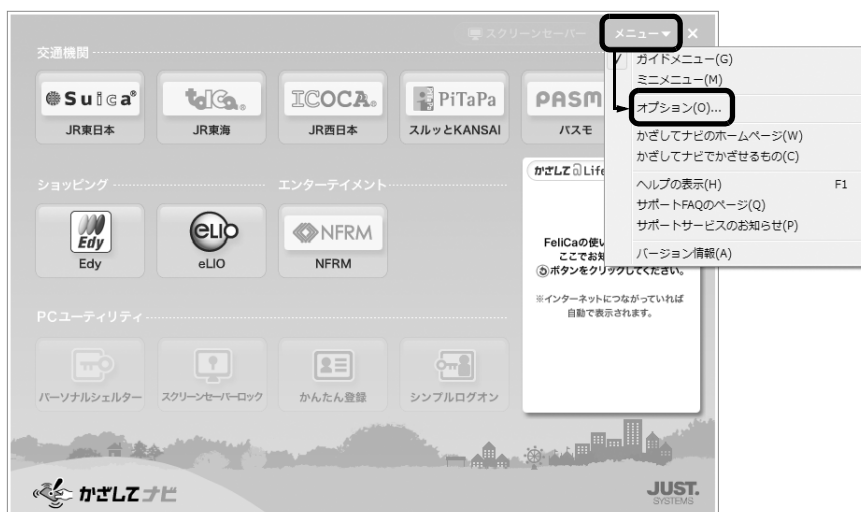 スクリーンセーバー
メニュー▼
×
交通機関
Suica®
JR東日本
TOICA®
JR東海
ICOCA®
JR西日本
PiTaPa
スルッとKANSAI
PASM
パスモ
✓ ガイドメニュー(G)
ミニメニュー(M)
オプション(O)...
かざしてナビのホームページ(W)
かざしてナビでかざせるもの(C)
ヘルプの表示(H) F1
サポートFAQのページ(Q)
サポートサービスのお知らせ(P)
バージョン情報(A)
ショッピング
Edy
Edy
eLIO
eLIO
エンターテイメント
NFRM
NFRM
かざして Life
FeliCaの使い
ここでお知
ボタンをクリックしてください。
※インターネットにつながっていれば
自動で表示されます。
PCユーティリティ
パーソナルシェルター
スクリーンセーバーロック
かんたん登録
シンプルログオン
かざしてナビ
JUST.
SYSTEMS